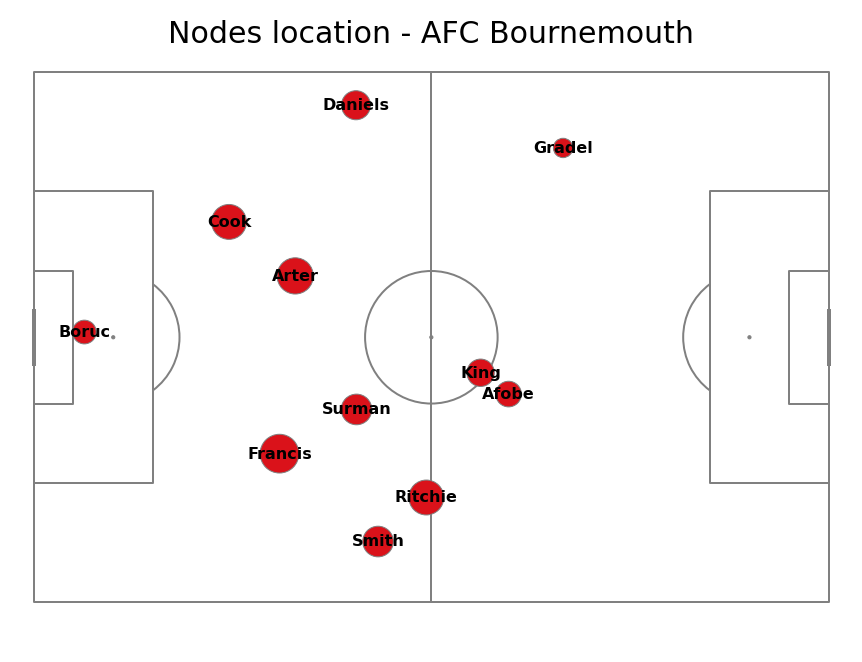 Nodes location - AFC Bournemouth
Daniels
Gradel
Cook
Arter
Boruc
King
Afobe
Surman
Francis
Ritchie
Smith